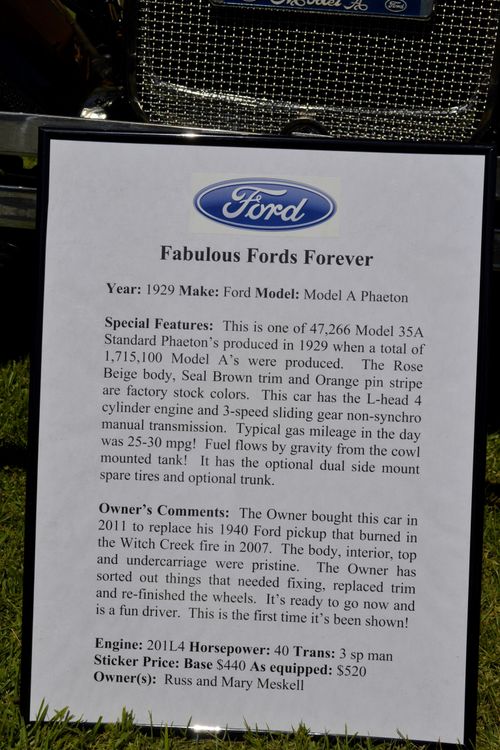 Model A Ford
Ford
Fabulous Fords Forever
Year: 1929 Make: Ford Model: Model A Phaeton
Special Features: This is one of 47,266 Model 35A
Standard Phaeton's produced in 1929 when a total of
1,715,100 Model A's were produced. The Rose
Beige body, Seal Brown trim and Orange pin stripe
are factory stock colors. This car has the L-head 4
cylinder engine and 3-speed sliding gear non-synchro
manual transmission. Typical gas mileage in the day
was 25-30 mpg! Fuel flows by gravity from the cowl
mounted tank! It has the optional dual side mount
spare tires and optional trunk.
Owner's Comments: The Owner bought this car in
2011 to replace his 1940 Ford pickup that burned in
the Witch Creek fire in 2007. The body, interior, top
and undercarriage were pristine. The Owner has
sorted out things that needed fixing, replaced trim
and re-finished the wheels. It's ready to go now and
is a fun driver. This is the first time it's been shown!
Engine: 201L4 Horsepower: 40 Trans: 3 sp man
Sticker Price: Base $440 As equipped: $520
Owner(s): Russ and Mary Meskell